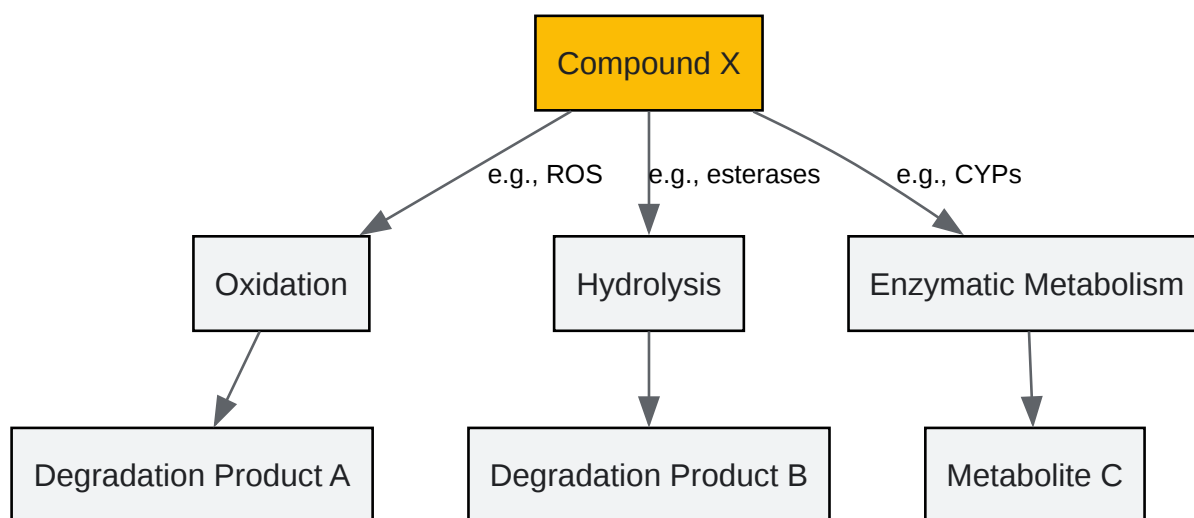 Compound X
e.g., ROS
e.g., esterases
e.g., CYPs
Oxidation
Hydrolysis
Enzymatic Metabolism
Degradation Product A
Degradation Product B
Metabolite C